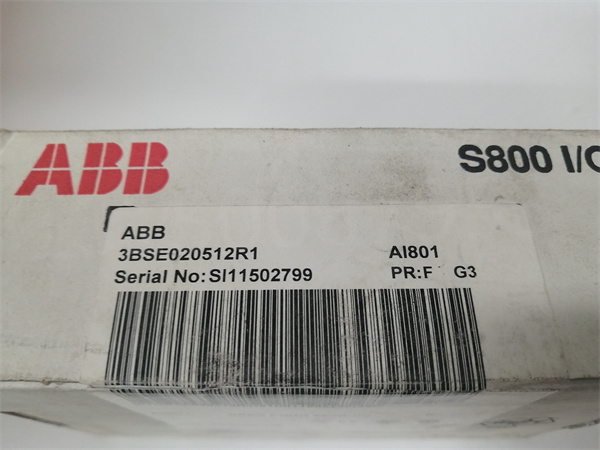 ABB
S800 I/O
ABB
3BSE020512R1 AI801
Serial No:SI11502799 PR:F G3